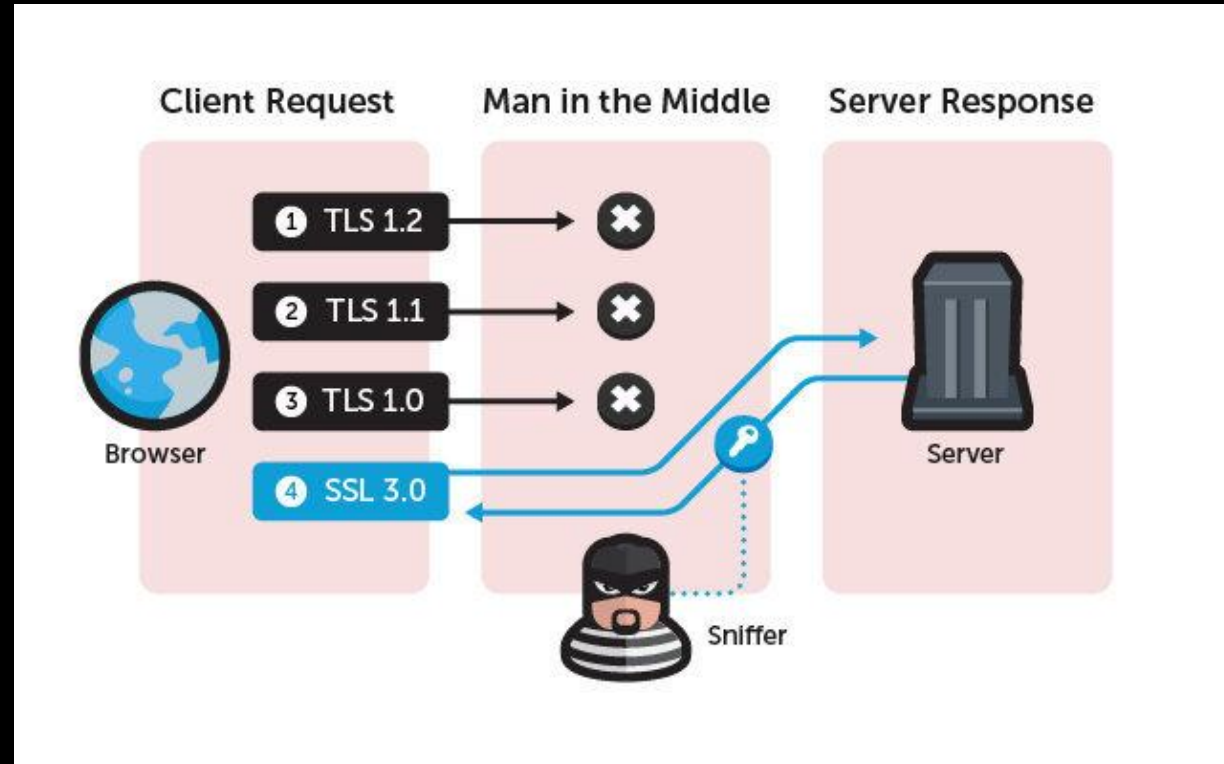 Client Request
Man in the Middle
Server Response
1 TLS 1.2
2 TLS 1.1
3 TLS 1.0
4 SSL 3.0
Browser
Server
Sniffer